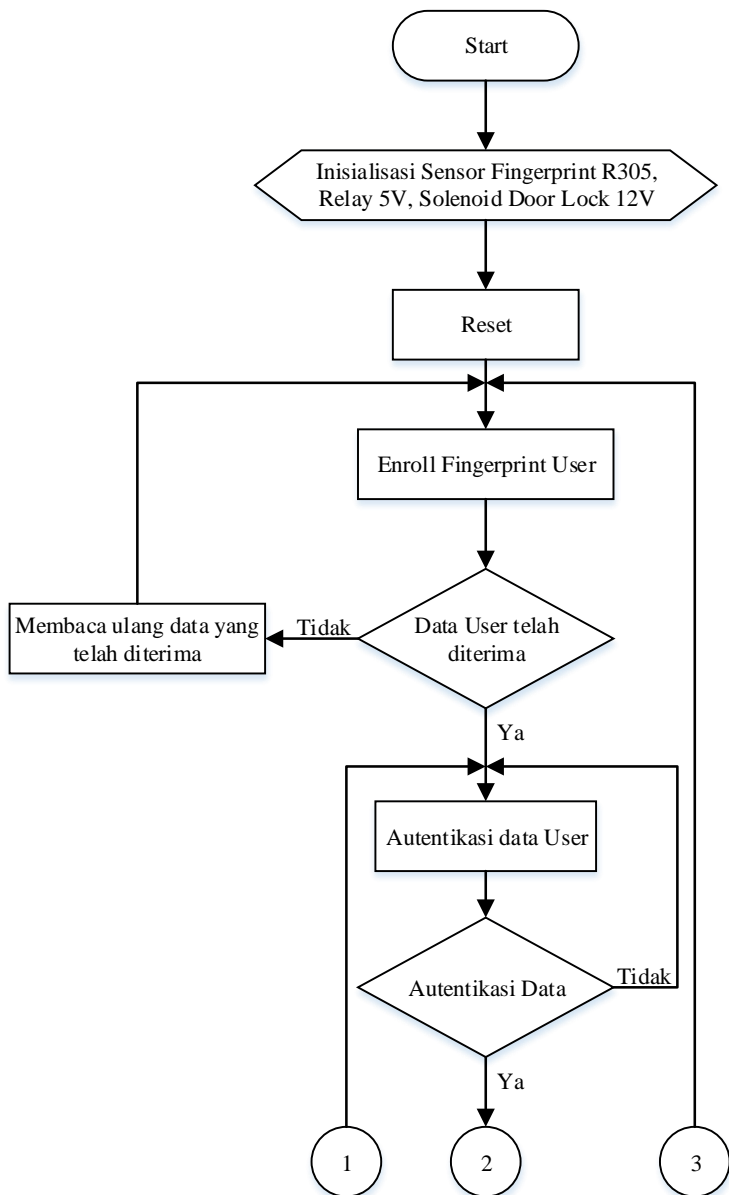 Start
Inisialisasi Sensor Fingerprint R305,
Relay 5V, Solenoid Door Lock 12V
Reset
Enroll Fingerprint User
Data User telah
diterima
Tidak
Membaca ulang data yang
telah diterima
Ya
Autentikasi data User
Autentikasi Data
Tidak
Ya
1
2
3